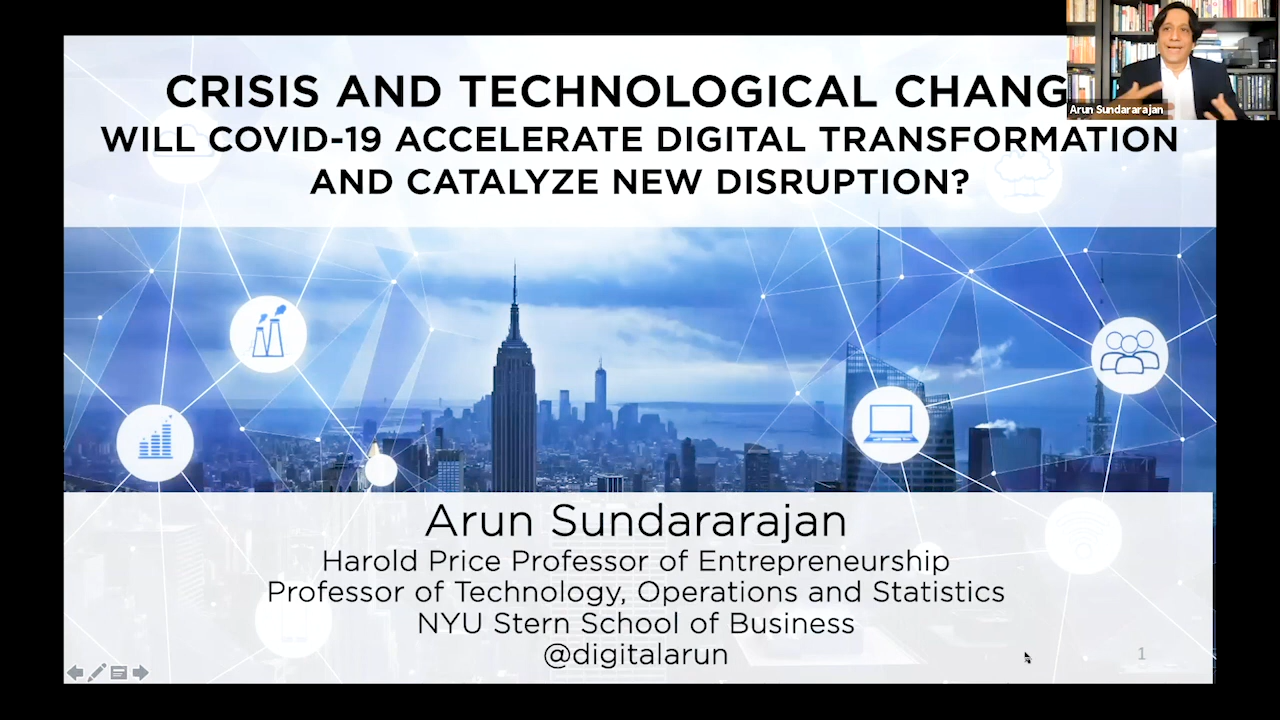 CRISIS AND TECHNOLOGICAL CHANG
Arun Sundararajan
WILL COVID-19 ACCELERATE DIGITAL TRANSFORMATION
AND CATALYZE NEW DISRUPTION?
Arun Sundararajan
Harold Price Professor of Entrepreneurship
Professor of Technology, Operations and Statistics
NYU Stern School of Business
@digitalarun
1